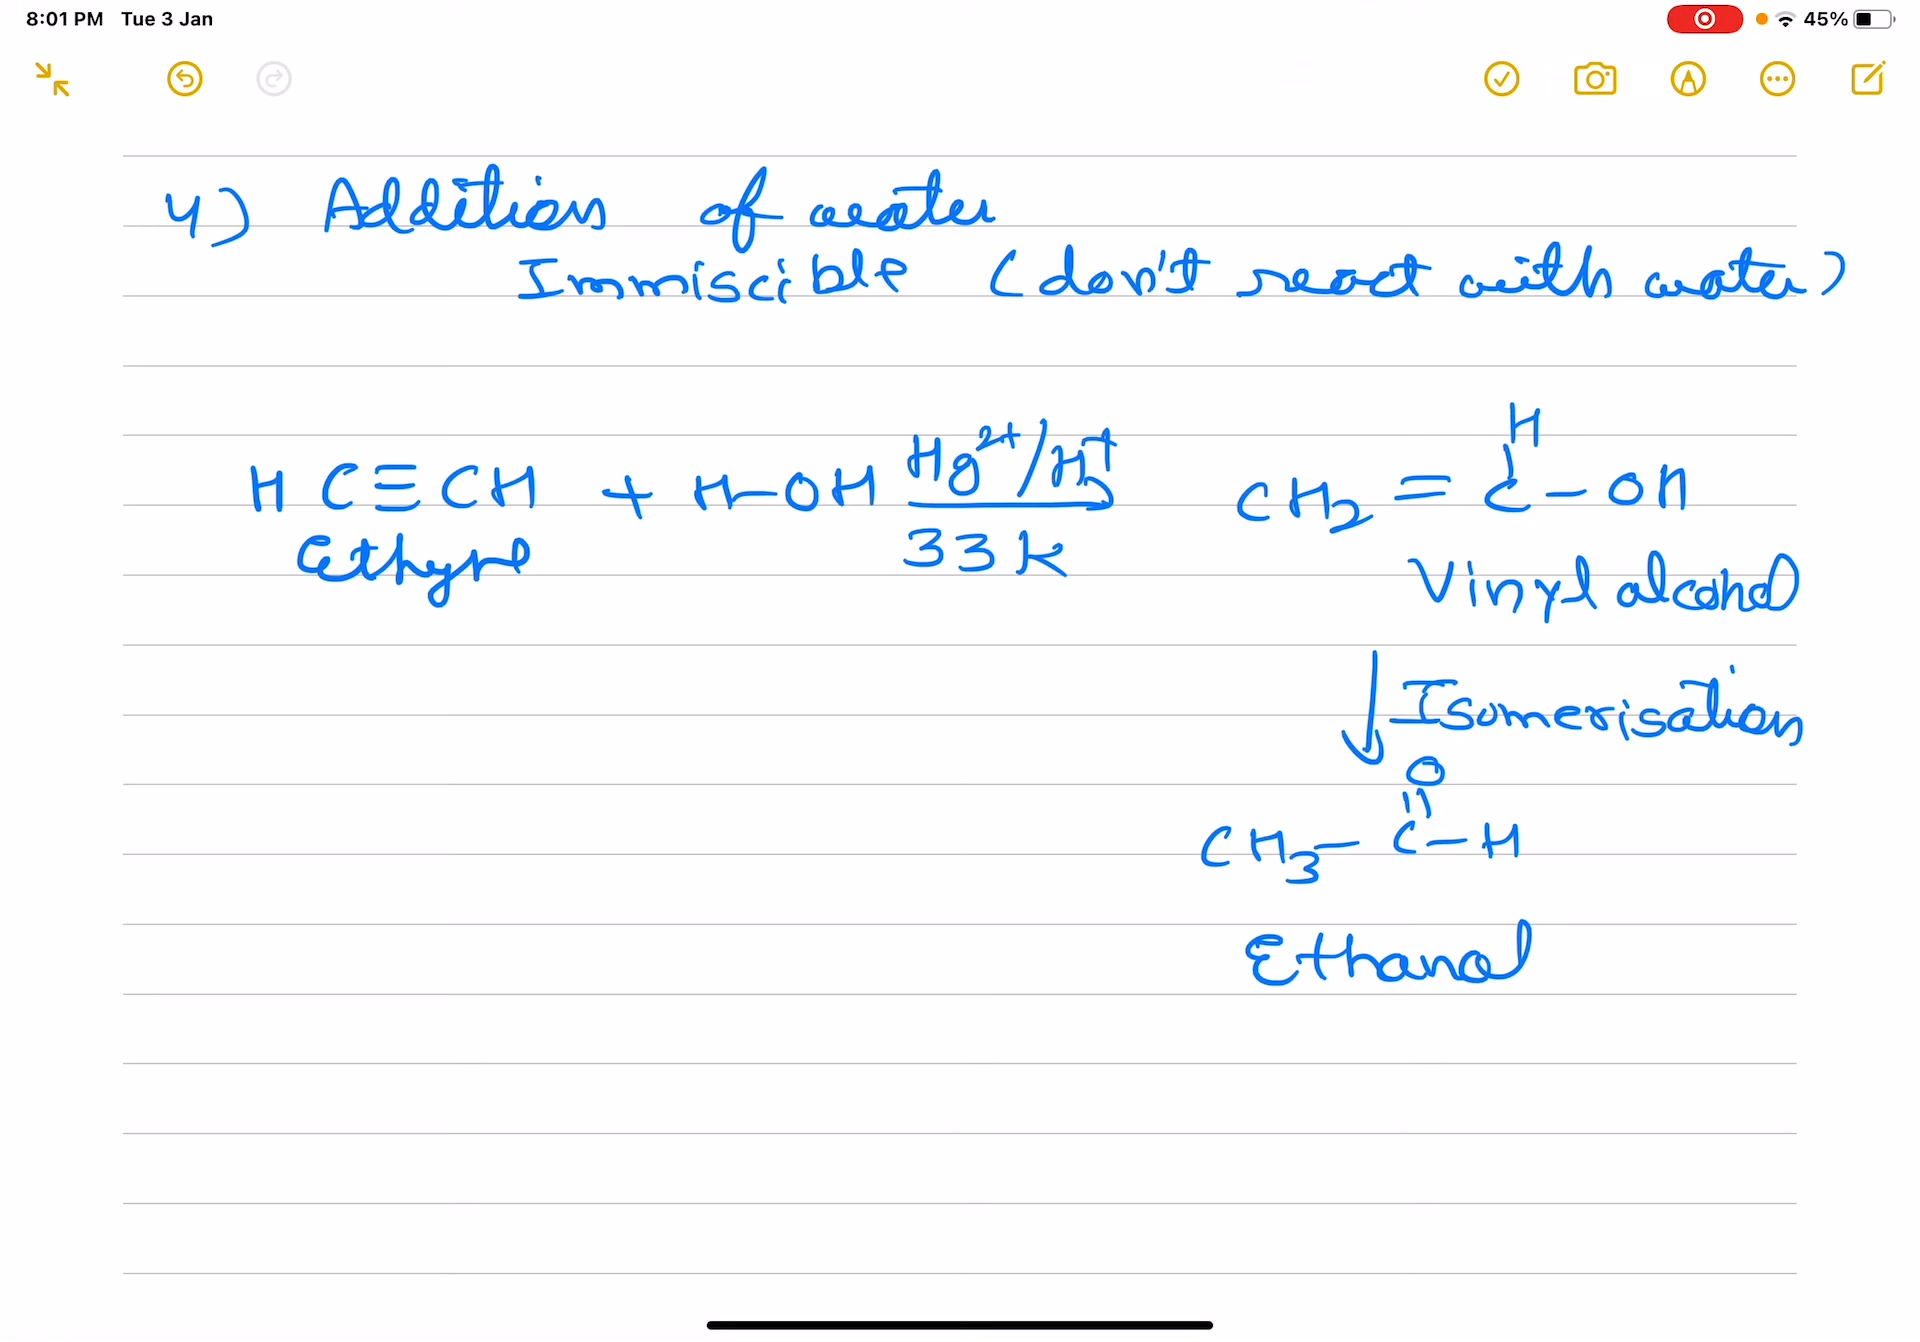 8:01 PM Tue 3 Jan 45%
4) Addition of water
Immiscible (don't react with water)
H C≡CH + H-OH Hg²⁺/H⁺ 33 K CH₂ = C - OH
H
Ethyne
Vinyl alcohol
↓ Isomerisation
O
CH₃ - C - H
Ethanal